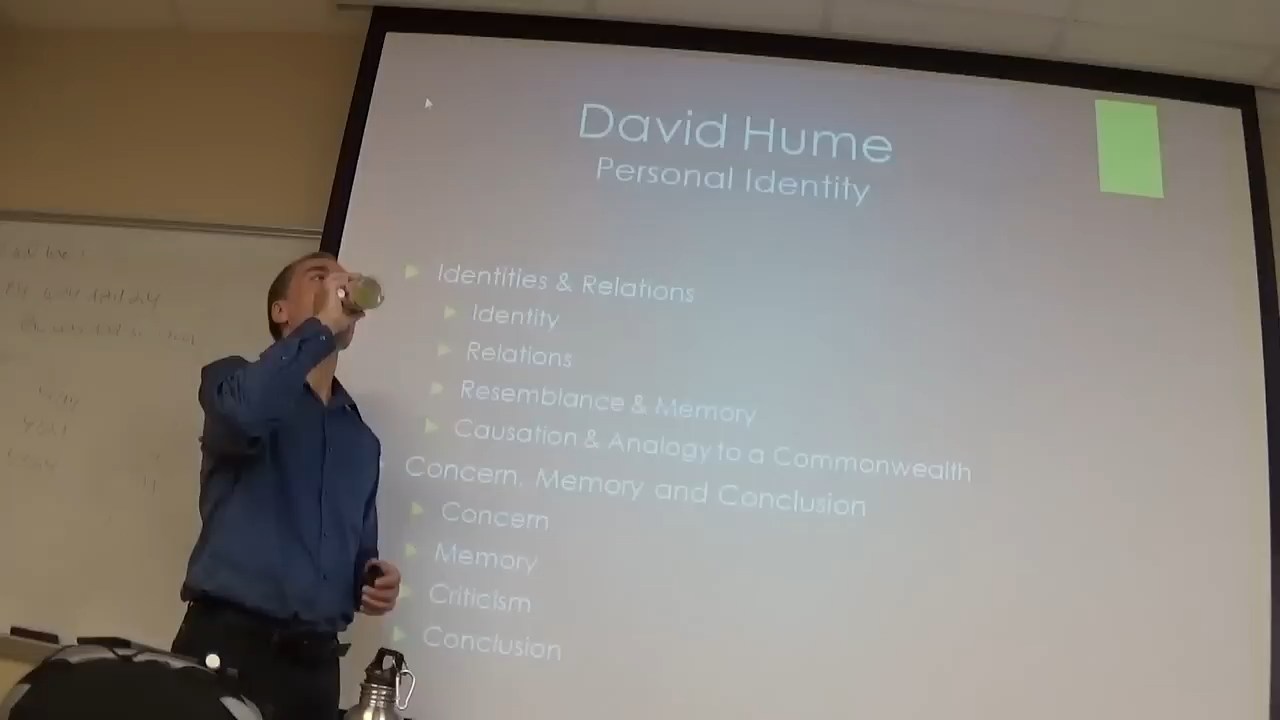 David Hume
Personal Identity
Identities & Relations
Identity
Relations
Resemblance & Memory
Causation & Analogy to a Commonwealth
Concern, Memory and Conclusion
Concern
Memory
Criticism
Conclusion